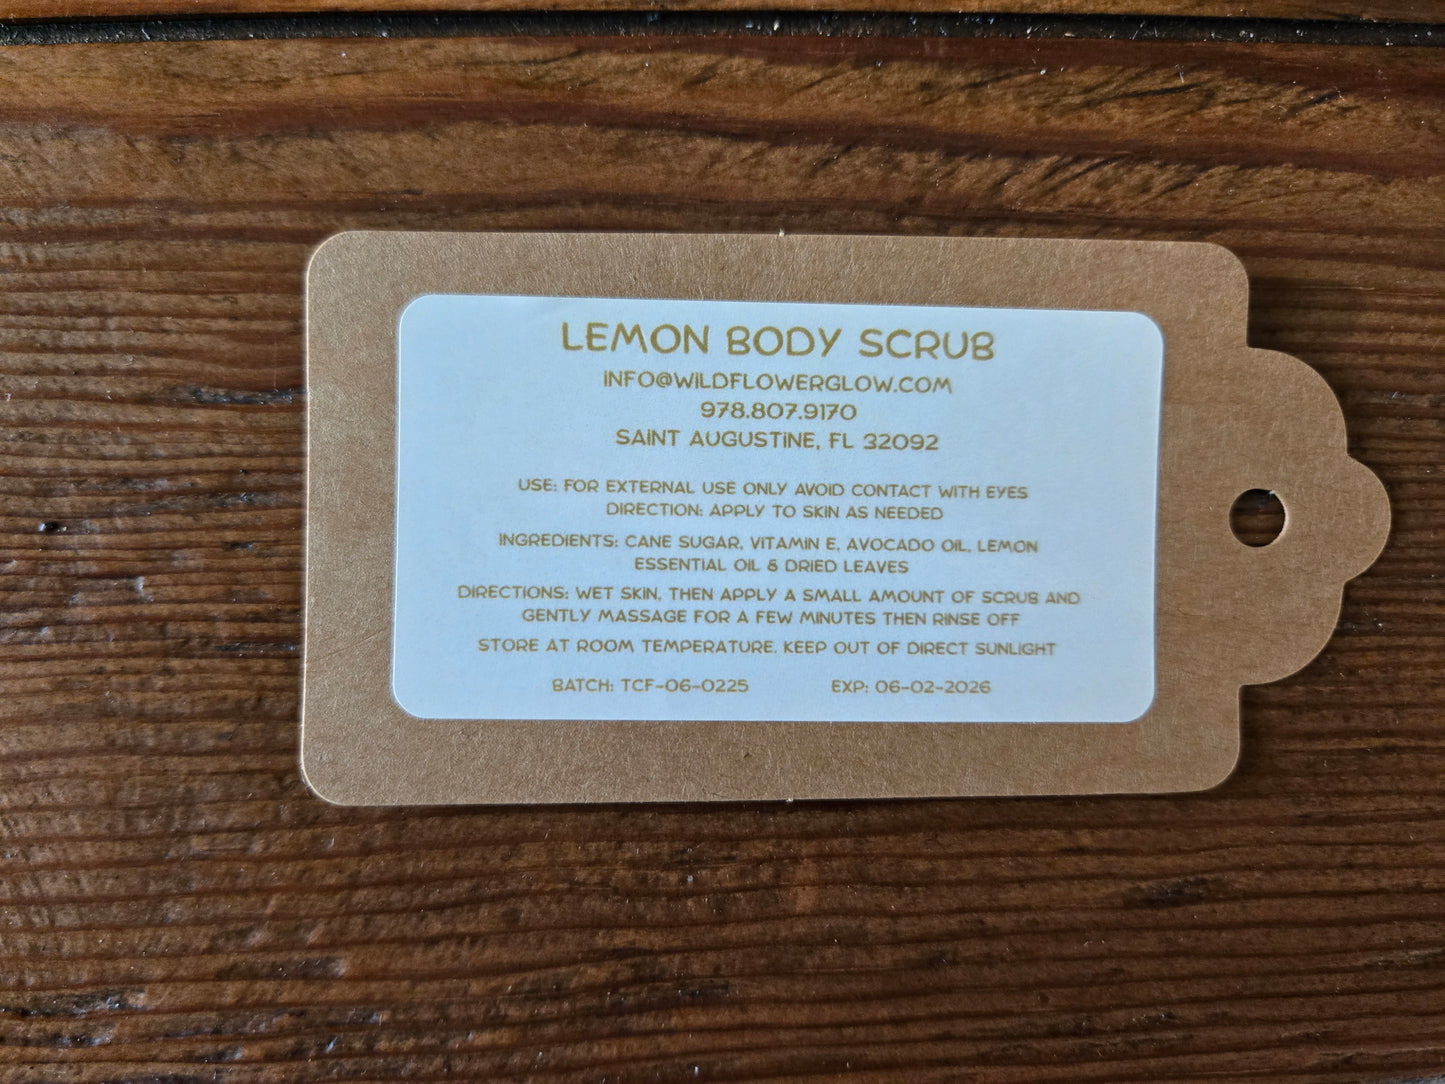 LEMON BODY SCRUB
INFO@WILDFLOWERGLOW.COM
978.807.9170
SAINT AUGUSTINE, FL 32092
USE: FOR EXTERNAL USE ONLY AVOID CONTACT WITH EYES
DIRECTION: APPLY TO SKIN AS NEEDED
INGREDIENTS: CANE SUGAR, VITAMIN E, AVOCADO OIL, LEMON
ESSENTIAL OIL & DRIED LEAVES
DIRECTIONS: WET SKIN, THEN APPLY A SMALL AMOUNT OF SCRUB AND
GENTLY MASSAGE FOR A FEW MINUTES THEN RINSE OFF
STORE AT ROOM TEMPERATURE. KEEP OUT OF DIRECT SUNLIGHT
BATCH: TCF-06-0225 EXP: 06-02-2026